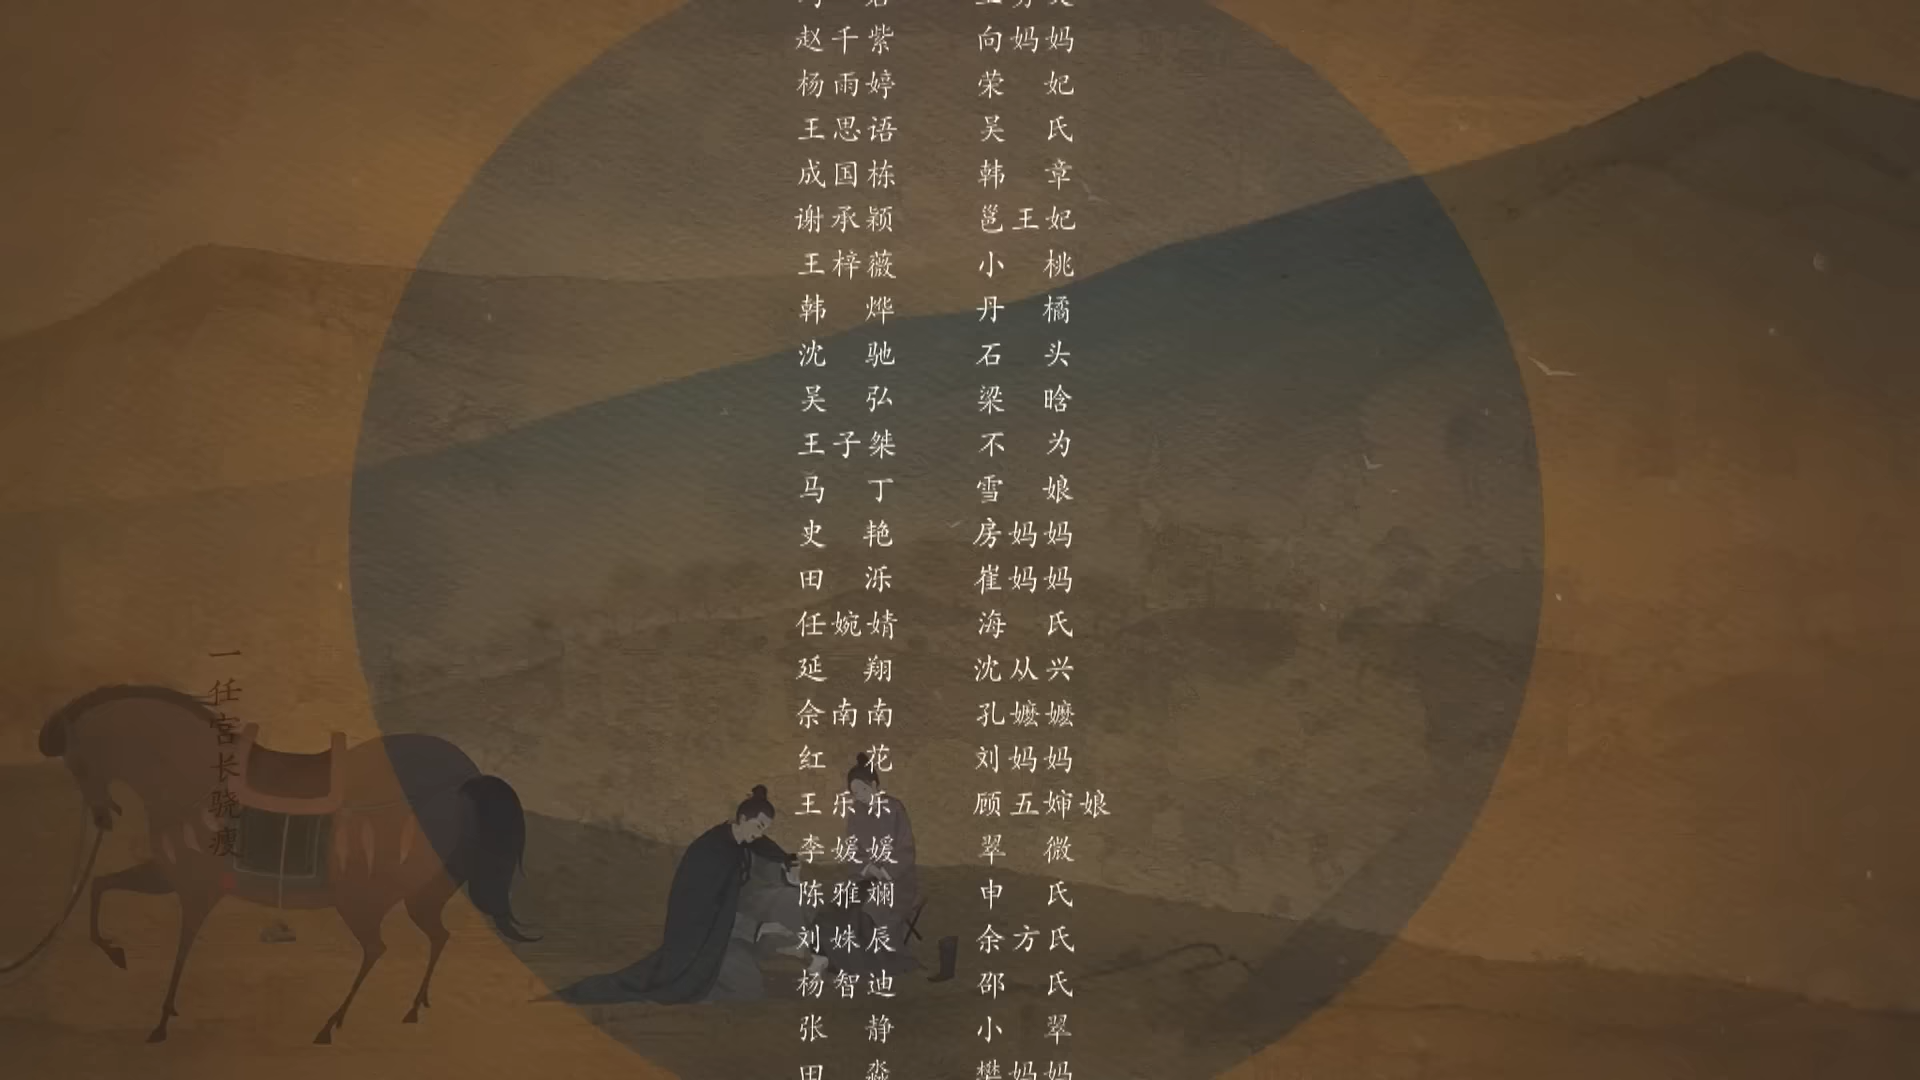 赵千紫 向妈妈
杨雨婷 荣妃
王思语 吴氏
成国栋 韩章
谢承颖 邕王妃
王梓薇 小桃
韩烨 丹橘
沈驰 石头
吴弘 梁晗
王子桀 不为
马丁 雪娘
史艳 房妈妈
田泺 崔妈妈
任婉婧 海氏
延翔 沈从兴
余南南 孔嬷嬷
红花 刘妈妈
王乐乐 顾五婶娘
李媛媛 翠微
陈雅斓 申氏
刘姝辰 余方氏
杨智迪 邵氏
张静 小翠
田淼 樊妈妈
一任宫长骁瘦